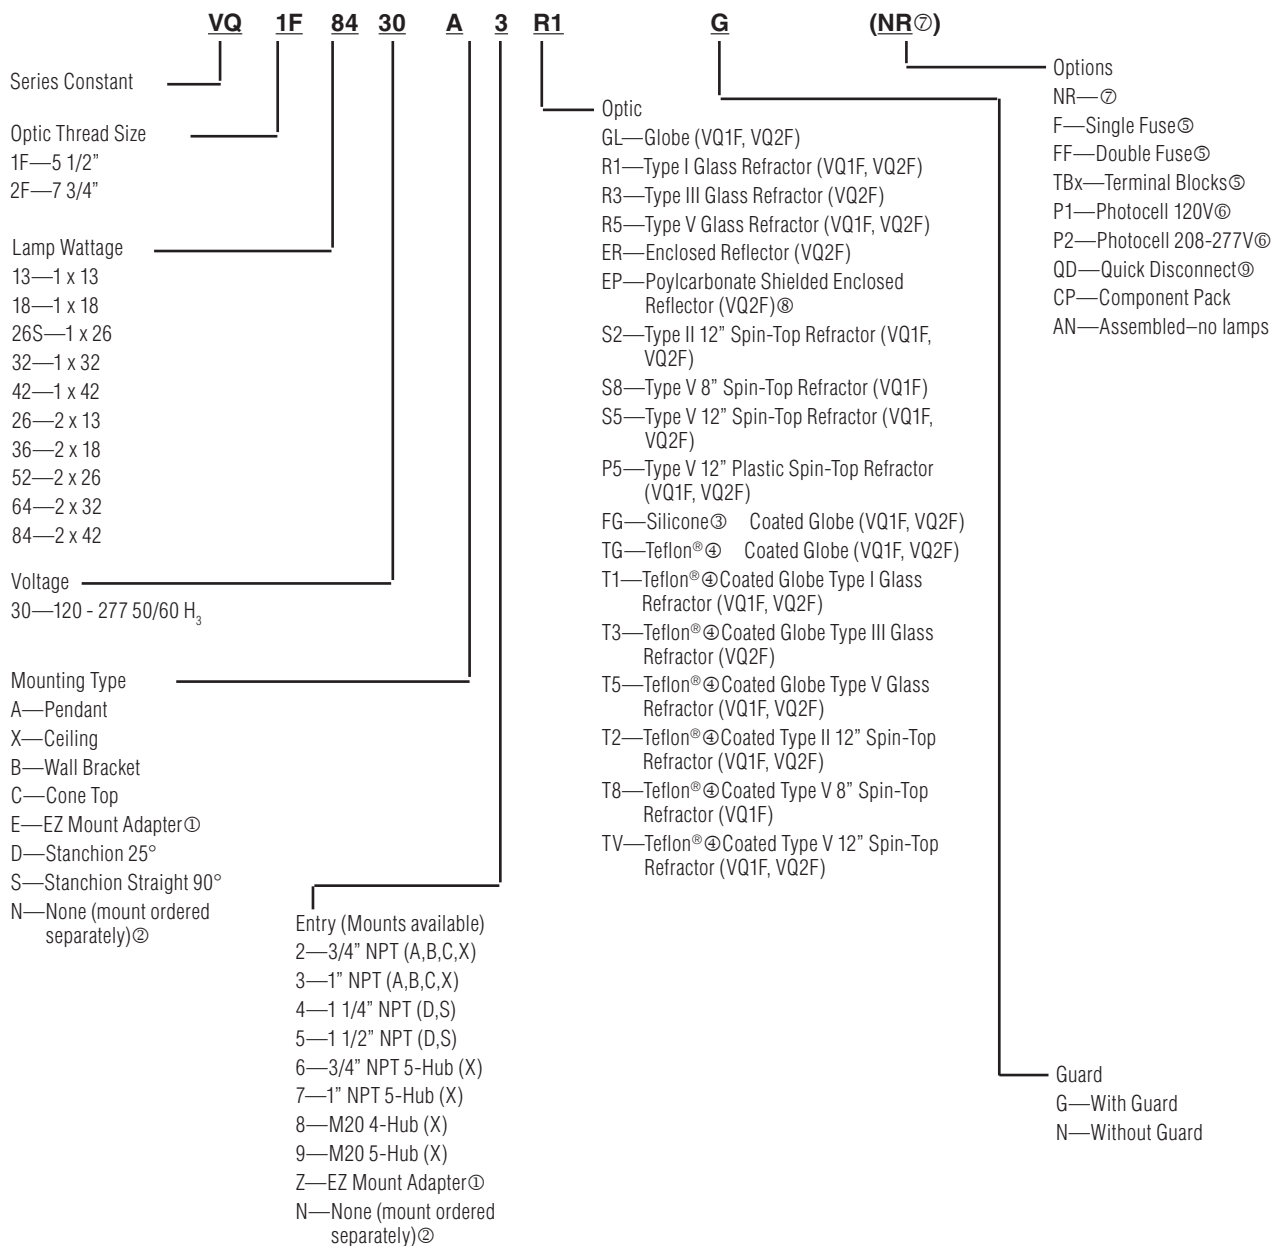 VQ 1F 84 30 A 3 R1 G (NR⑦)
Series Constant
Optic Thread Size
1F—5 1/2”
2F—7 3/4”
Lamp Wattage
13—1 x 13
18—1 x 18
26S—1 x 26
32—1 x 32
42—1 x 42
26—2 x 13
36—2 x 18
52—2 x 26
64—2 x 32
84—2 x 42
Voltage
30—120 - 277 50/60 H3
Mounting Type
A—Pendant
X—Ceiling
B—Wall Bracket
C—Cone Top
E—EZ Mount Adapter①
D—Stanchion 25°
S—Stanchion Straight 90°
N—None (mount ordered
separately)②
Entry (Mounts available)
2—3/4” NPT (A,B,C,X)
3—1” NPT (A,B,C,X)
4—1 1/4” NPT (D,S)
5—1 1/2” NPT (D,S)
6—3/4” NPT 5-Hub (X)
7—1” NPT 5-Hub (X)
8—M20 4-Hub (X)
9—M20 5-Hub (X)
Z—EZ Mount Adapter①
N—None (mount ordered
separately)②
Optic
GL—Globe (VQ1F, VQ2F)
R1—Type I Glass Refractor (VQ1F, VQ2F)
R3—Type III Glass Refractor (VQ2F)
R5—Type V Glass Refractor (VQ1F, VQ2F)
ER—Enclosed Reflector (VQ2F)
EP—Poylcarbonate Shielded Enclosed
Reflector (VQ2F)⑧
S2—Type II 12” Spin-Top Refractor (VQ1F,
VQ2F)
S8—Type V 8” Spin-Top Refractor (VQ1F)
S5—Type V 12” Spin-Top Refractor (VQ1F,
VQ2F)
P5—Type V 12” Plastic Spin-Top Refractor
(VQ1F, VQ2F)
FG—Silicone③ Coated Globe (VQ1F, VQ2F)
TG—Teflon®④ Coated Globe (VQ1F, VQ2F)
T1—Teflon®④Coated Globe Type I Glass
Refractor (VQ1F, VQ2F)
T3—Teflon®④Coated Globe Type III Glass
Refractor (VQ2F)
T5—Teflon®④Coated Globe Type V Glass
Refractor (VQ1F, VQ2F)
T2—Teflon®④Coated Type II 12” Spin-Top
Refractor (VQ1F, VQ2F)
T8—Teflon®④Coated Type V 8” Spin-Top
Refractor (VQ1F)
TV—Teflon®④Coated Type V 12” Spin-Top
Refractor (VQ1F, VQ2F)
Options
NR—⑦
F—Single Fuse⑤
FF—Double Fuse⑤
TBx—Terminal Blocks⑤
P1—Photocell 120V⑥
P2—Photocell 208-277V⑥
QD—Quick Disconnect⑨
CP—Component Pack
AN—Assembled–no lamps
Guard
G—With Guard
N—Without Guard